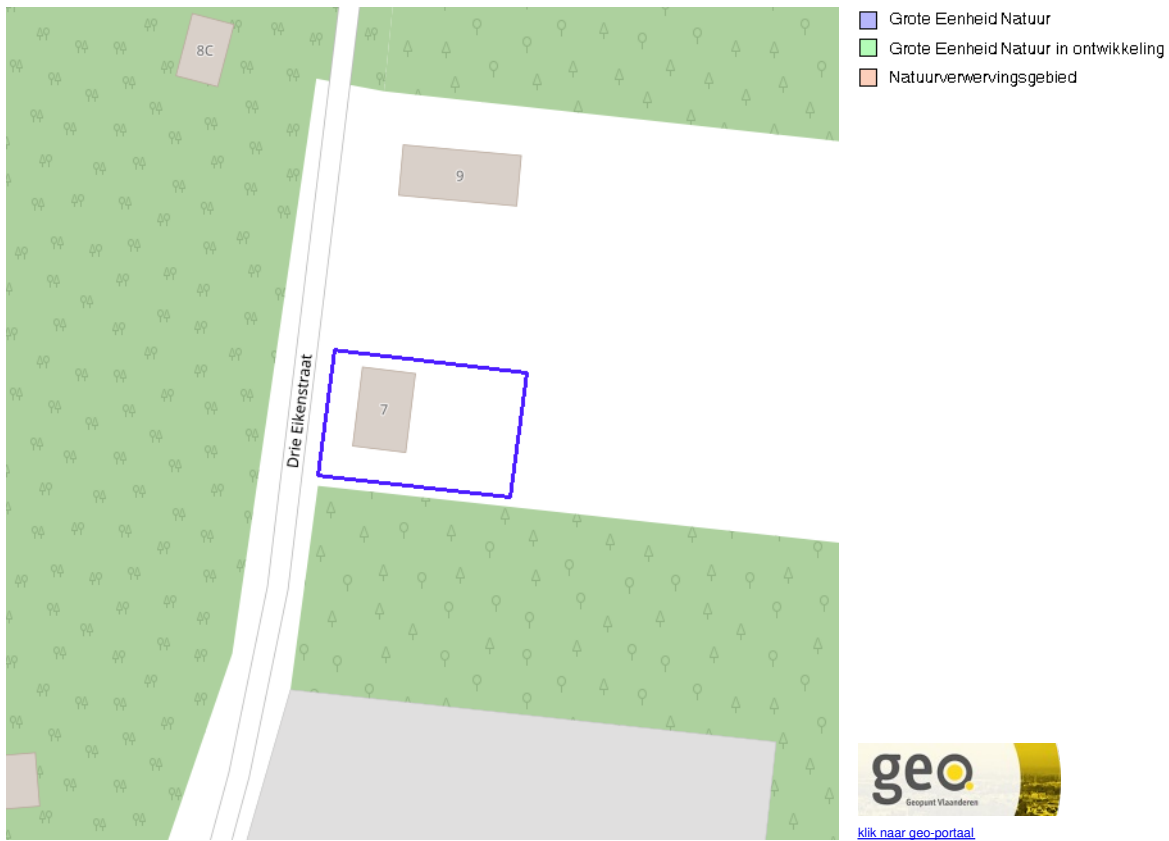 8C
9
7
Drie Eikenstraat
Grote Eenheid Natuur
Grote Eenheid Natuur in ontwikkeling
Natuurverwervingsgebied
geo.
Geopunt Vlaanderen
klik naar geo-portaal